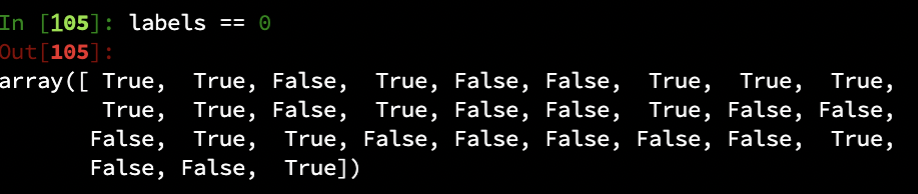 In [105]: labels == 0
Out[105]:
array([ True,  True, False,  True, False, False,  True,  True,  True,
        True,  True, False,  True, False, False,  True, False, False,
       False,  True,  True, False, False, False, False, False,  True,
       False, False,  True])